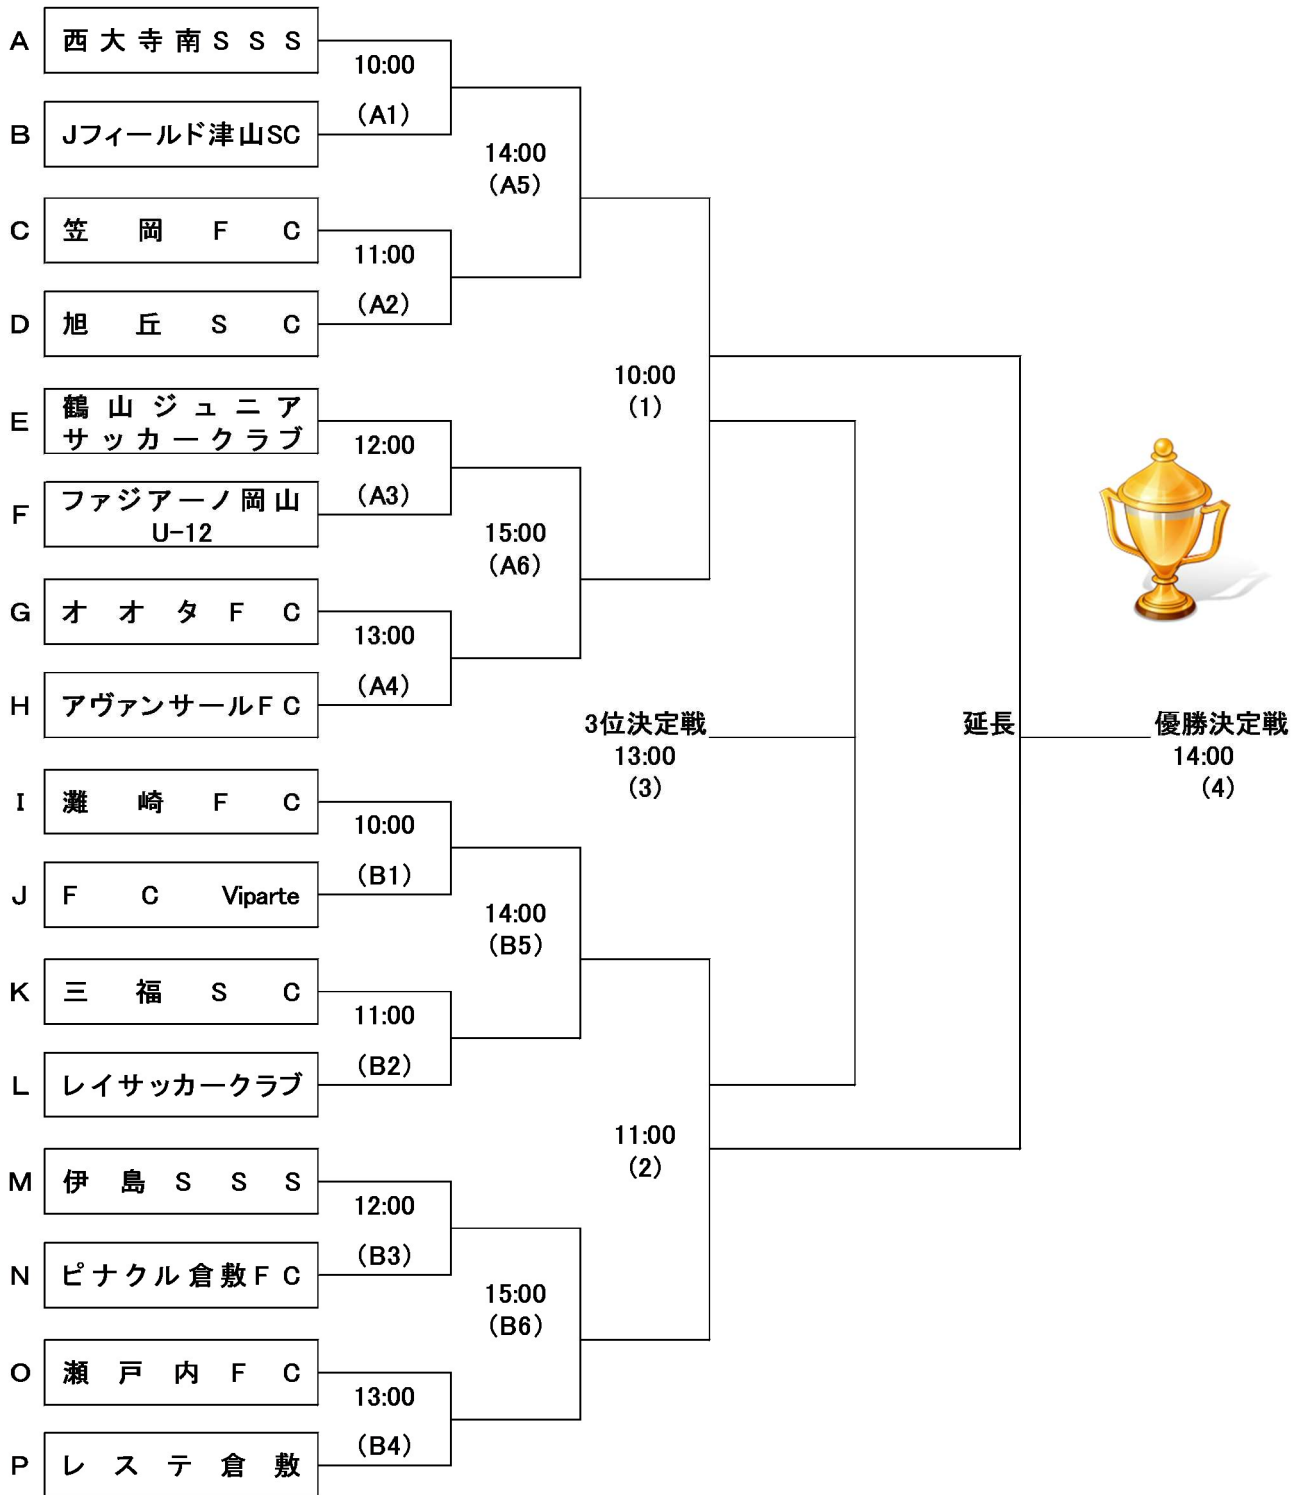 A 西大寺南SSS
10:00
(A1)
B Jフィールド津山SC
14:00
(A5)
C 笠岡FC
11:00
(A2)
D 旭丘SC
10:00
(1)
E 鶴山ジュニア
サッカークラブ
12:00
(A3)
F ファジアーノ岡山
U-12
15:00
(A6)
G オオタFC
13:00
(A4)
H アヴァンサールFC
3位決定戦
13:00
(3)
延長
優勝決定戦
14:00
(4)
I 灘崎FC
10:00
(B1)
J FC Viparte
14:00
(B5)
K 三福SC
11:00
(B2)
L レイサッカークラブ
11:00
(2)
M 伊島SSS
12:00
(B3)
N ピナクル倉敷FC
15:00
(B6)
O 瀬戸内FC
13:00
(B4)
P レステ倉敷